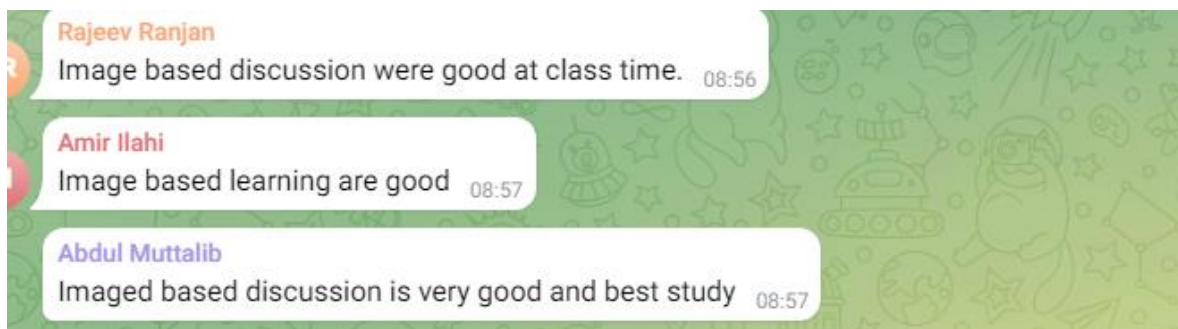 Rajeev Ranjan
Image based discussion were good at class time. 08:56
Amir Ilahi
Image based learning are good 08:57
Abdul Muttalib
Imaged based discussion is very good and best study 08:57